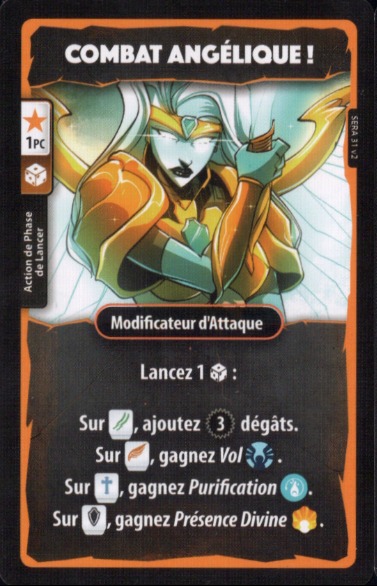 COMBAT ANGÉLIQUE !
1PC
SERA 31 v2
Action de Phase
de Lancer
Modificateur d'Attaque
Lancez 1 :
Sur , ajoutez 3 dégâts.
Sur , gagnez Vol .
Sur , gagnez Purification .
Sur , gagnez Présence Divine .